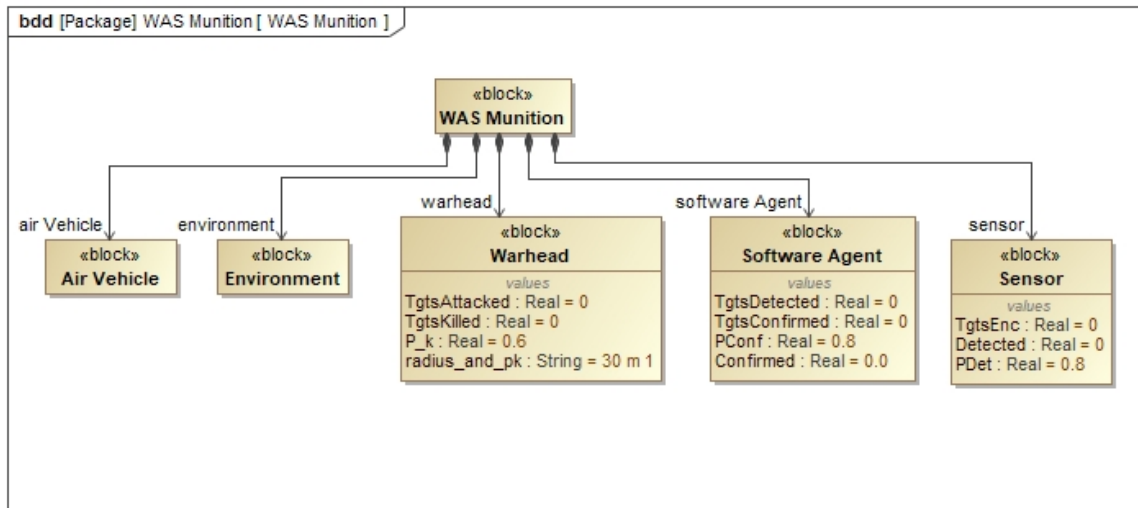 bdd [Package] WAS Munition [ WAS Munition ]
«block»
WAS Munition
air Vehicle
«block»
Air Vehicle
environment
«block»
Environment
warhead
«block»
Warhead
values
TgtsAttacked : Real = 0
TgtsKilled : Real = 0
P_k : Real = 0.6
radius_and_pk : String = 30 m 1
software Agent
«block»
Software Agent
values
TgtsDetected : Real = 0
TgtsConfirmed : Real = 0
PConf : Real = 0.8
Confirmed : Real = 0.0
sensor
«block»
Sensor
values
TgtsEnc : Real = 0
Detected : Real = 0
PDet : Real = 0.8